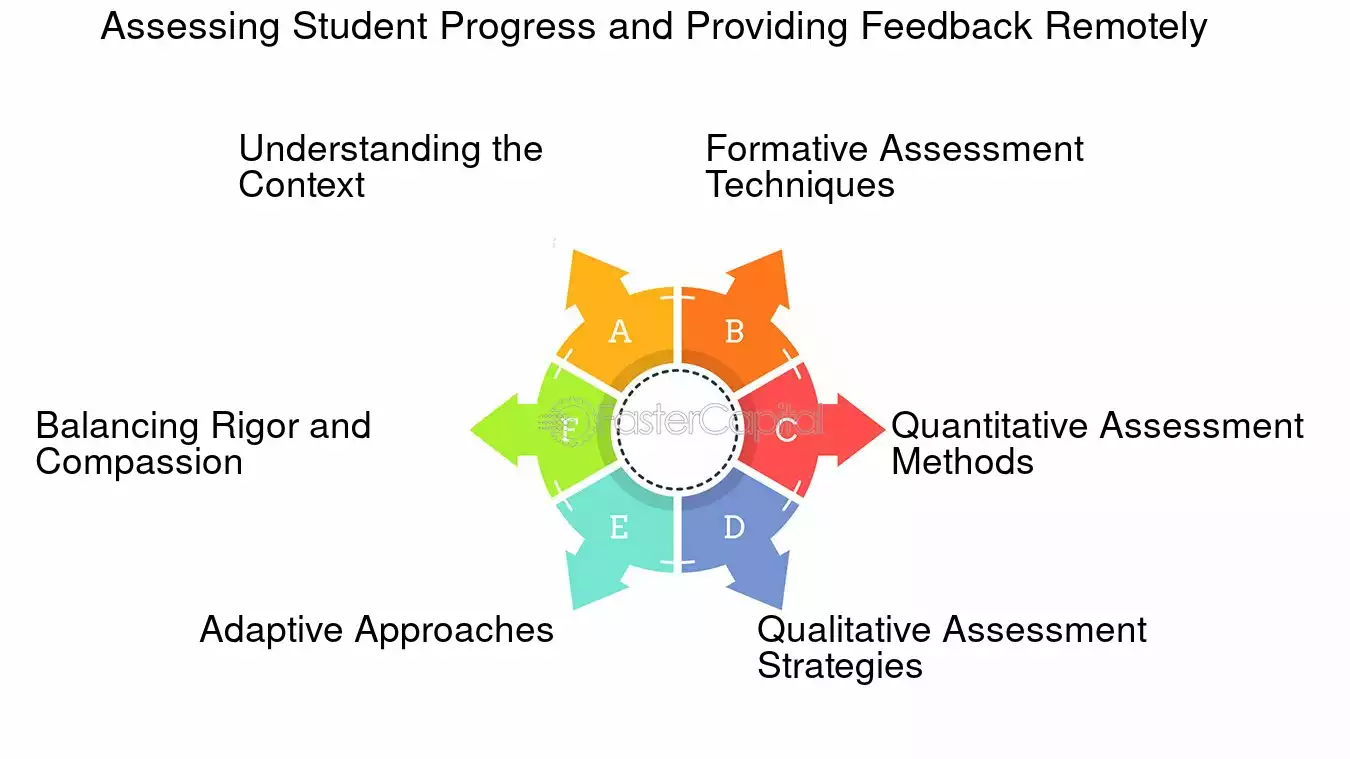 Assessing Student Progress and Providing Feedback Remotely
Understanding the
Context
Formative Assessment
Techniques
A
B
Balancing Rigor and
Compassion
F
FasterCapital
C
Quantitative Assessment
Methods
E
D
Adaptive Approaches
Qualitative Assessment
Strategies